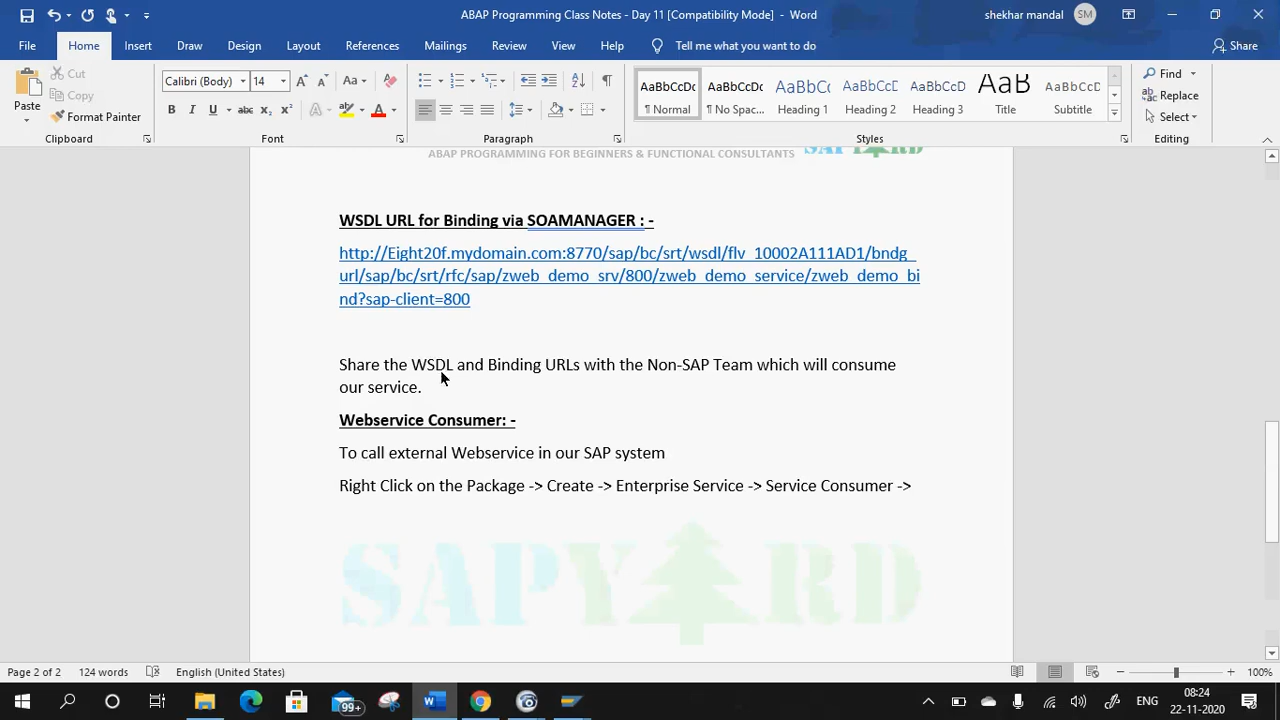 ABAP Programming Class Notes - Day 11 [Compatibility Mode] - Word
shekhar mandal
SM
File
Home
Insert
Draw
Design
Layout
References
Mailings
Review
View
Help
Tell me what you want to do
Share
Paste
Cut
Copy
Format Painter
Clipboard
Calibri (Body)
14
Font
Paragraph
AaBbCcDc
¶ Normal
AaBbCcDc
¶ No Spac...
AaBbCc
Heading 1
AaBbCcD
Heading 2
AaBbCcD
Heading 3
AaB
Title
AaBbCcD
Subtitle
Styles
Find
Replace
Select
Editing
ABAP PROGRAMMING FOR BEGINNERS & FUNCTIONAL CONSULTANTS
WSDL URL for Binding via SOAMANAGER : -
http://Eight20f.mydomain.com:8770/sap/bc/srt/wsdl/flv_10002A111AD1/bndg_
url/sap/bc/srt/rfc/sap/zweb_demo_srv/800/zweb_demo_service/zweb_demo_bi
nd?sap-client=800
Share the WSDL and Binding URLs with the Non-SAP Team which will consume
our service.
Webservice Consumer: -
To call external Webservice in our SAP system
Right Click on the Package -> Create -> Enterprise Service -> Service Consumer ->
SAPYARD
Page 2 of 2
124 words
English (United States)
100%
99+
ENG
08:24
22-11-2020